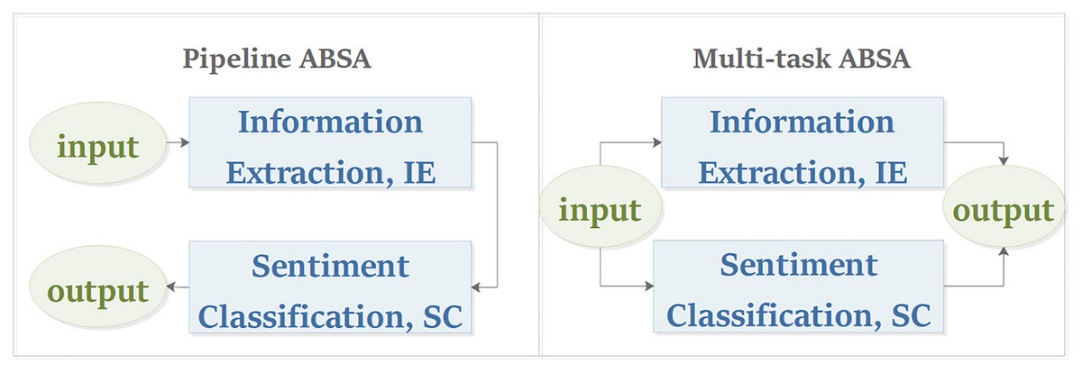 Pipeline ABSA
input
Information
Extraction, IE
Sentiment
Classification, SC
output
Multi-task ABSA
input
Information
Extraction, IE
Sentiment
Classification, SC
output